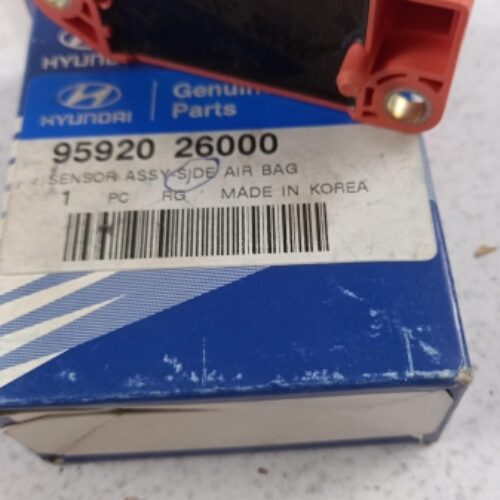 HYUNDAI
HYUNDAI
Genuin
Parts
95920 26000
SENSOR ASSY-SIDE AIR BAG
1 PC RG MADE IN KOREA